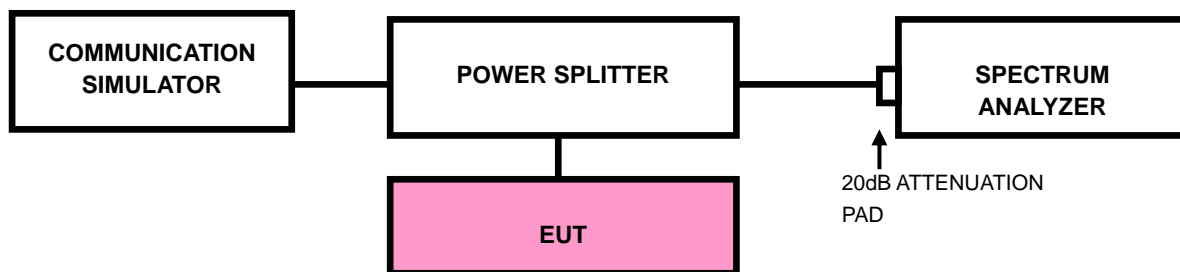 COMMUNICATION
SIMULATOR
POWER SPLITTER
SPECTRUM
ANALYZER
20dB ATTENUATION
PAD
EUT